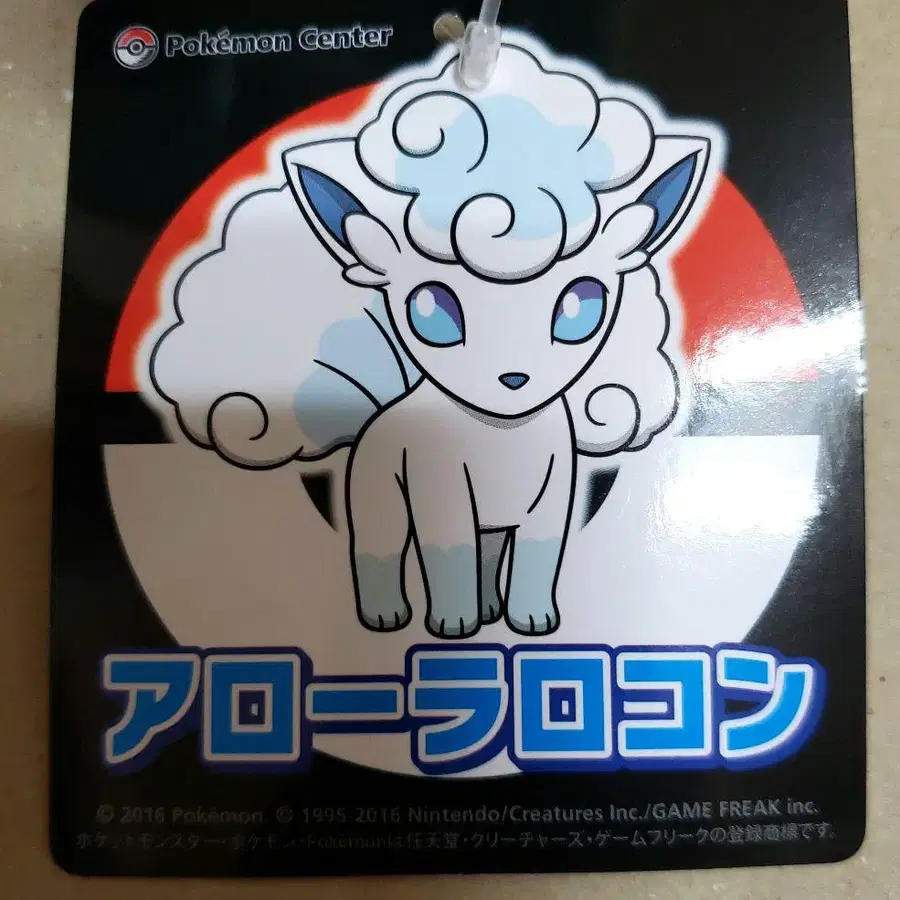 Pokémon Center
アローラロコン
© 2016 Pokémon. © 1995-2016 Nintendo/Creatures Inc./GAME FREAK inc.
ポケットモンスター・ポケモン・Pokémonは任天堂・クリーチャーズ・ゲームフリークの登録商標です。